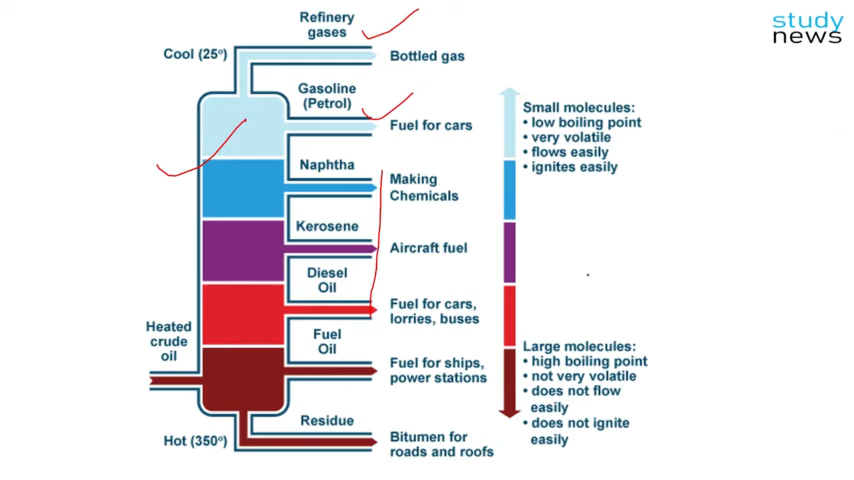 study
news
Refinery
gases
Cool (25°)
Bottled gas
Gasoline
(Petrol)
Fuel for cars
Naphtha
Making
Chemicals
Kerosene
Aircraft fuel
Diesel
Oil
Fuel for cars,
lorries, buses
Heated
crude
oil
Fuel
Oil
Fuel for ships,
power stations
Residue
Hot (350°)
Bitumen for
roads and roofs
Small molecules:
• low boiling point
• very volatile
• flows easily
• ignites easily
Large molecules:
• high boiling point
• not very volatile
• does not flow
easily
• does not ignite
easily